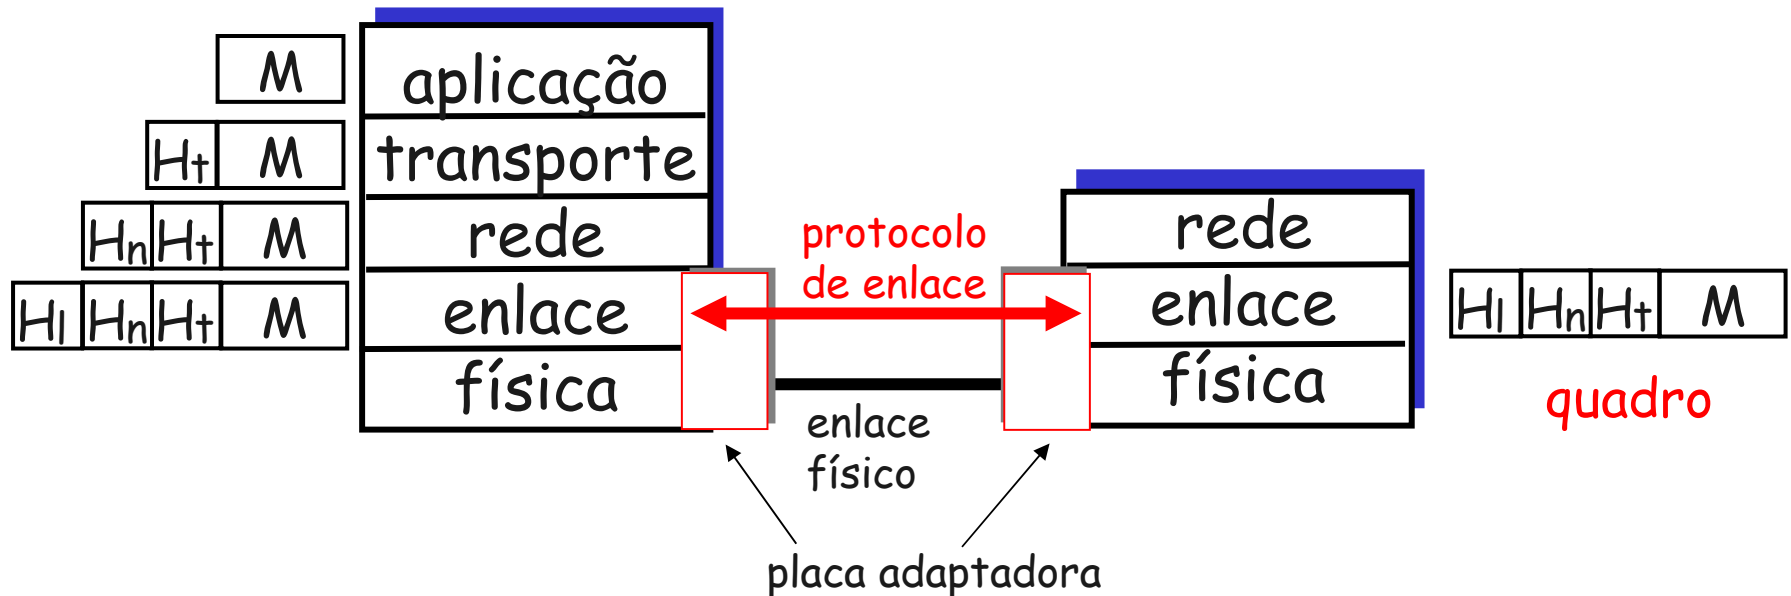 M
aplicação
Ht M
transporte
Hn Ht M
rede
Hl Hn Ht M
enlace
física
protocolo
de enlace
enlace
físico
placa adaptadora
rede
enlace
física
Hl Hn Ht M
quadro